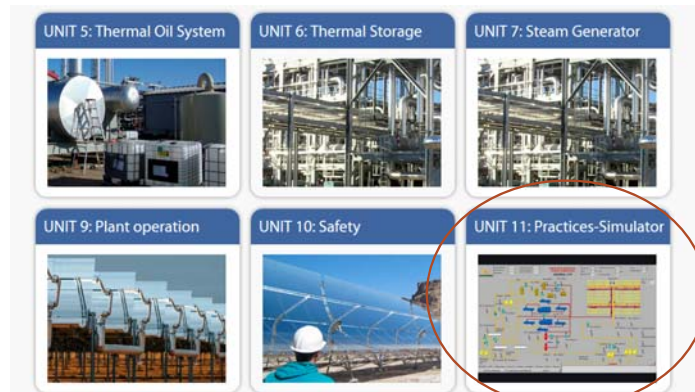 UNIT 5: Thermal Oil System
UNIT 6: Thermal Storage
UNIT 7: Steam Generator
UNIT 9: Plant operation
UNIT 10: Safety
UNIT 11: Practices-Simulator